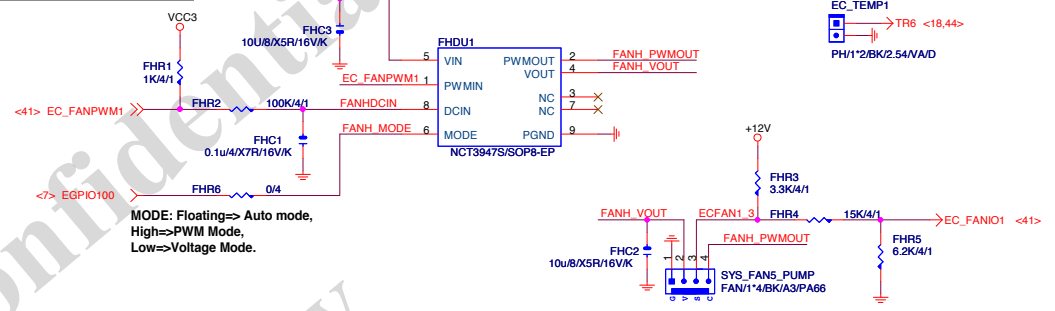 EC_TEMP1
TR6 <18,44>
PH/1*2/BK/2.54/VA/D
VCC3
FHC3
10U/8/X5R/16V/K
FHR1
1K/4/1
<41> EC_FANPWM1
FHR2
100K/4/1
FHC1
0.1u/4/X7R/16V/K
EC_FANPWM1
FANHDCIN
FANH_MODE
FHDU1
5
VIN
1
PWMIN
8
DCIN
6
MODE
PWMOUT
2
FANH_PWMOUT
VOUT
4
FANH_VOUT
NC
3
NC
7
PGND
9
NCT3947S/SOP8-EP
<7> EGPIO100
FHR6
0/4
MODE: Floating=> Auto mode,
High=>PWM Mode,
Low=>Voltage Mode.
+12V
FHR3
3.3K/4/1
FANH_VOUT
ECFAN1_3
FHR4
15K/4/1
EC_FANIO1 <41>
FHR5
6.2K/4/1
FANH_PWMOUT
FHC2
10u/8/X5R/16V/K
1
2
3
4
G
V
S
C
SYS_FAN5_PUMP
FAN/1*4/BK/A3/PA66
onfidentia